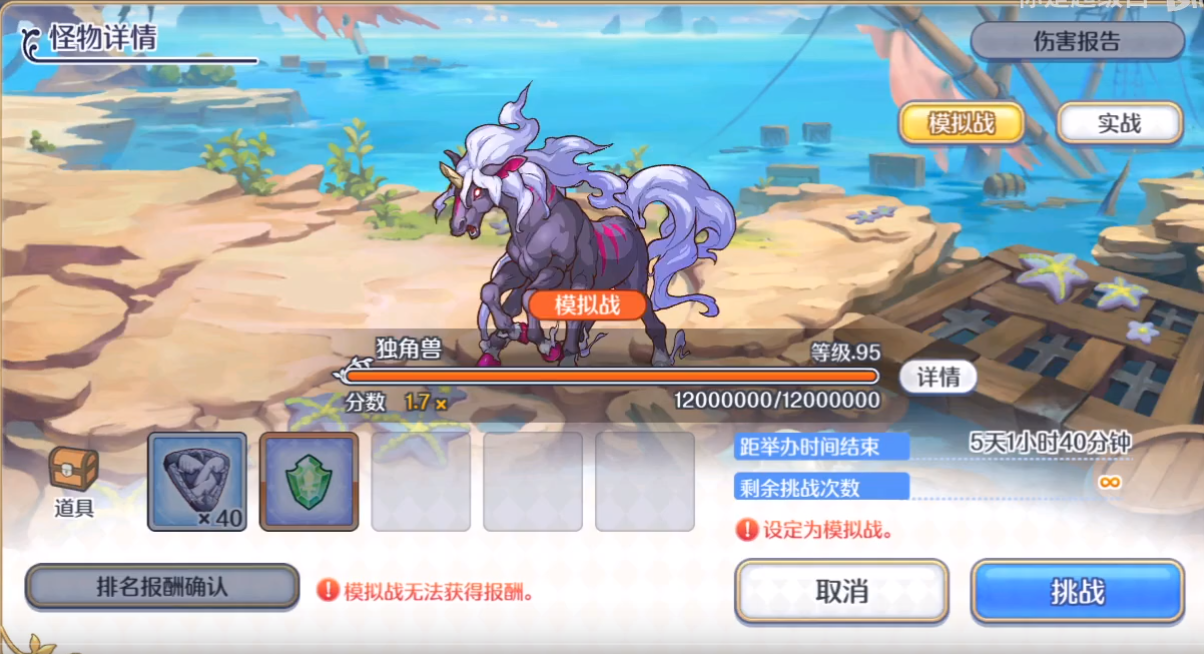 怪物详情
伤害报告
模拟战
实战
模拟战
独角兽
等级.95
详情
分数 1.7x
12000000/12000000
道具
×40
距举办时间结束
5天1小时40分钟
剩余挑战次数
∞
设定为模拟战。
排名报酬确认
模拟战无法获得报酬。
取消
挑战